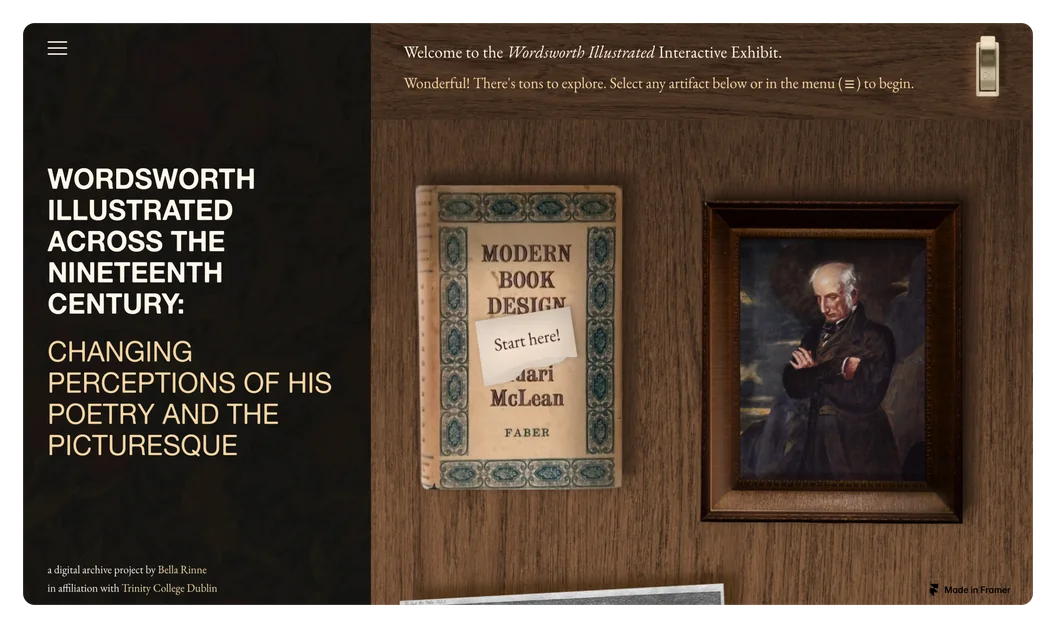 WORDSWORTH
ILLUSTRATED
ACROSS THE
NINETEENTH
CENTURY:
CHANGING
PERCEPTIONS OF HIS
POETRY AND THE
PICTURESQUE
a digital archive project by Bella Rinne
in affiliation with Trinity College Dublin
Welcome to the Wordsworth Illustrated Interactive Exhibit.
Wonderful! There's tons to explore. Select any artifact below or in the menu (☰) to begin.
MODERN
BOOK
DESIGN
Start here!
McLean
FABER
Made in Framer